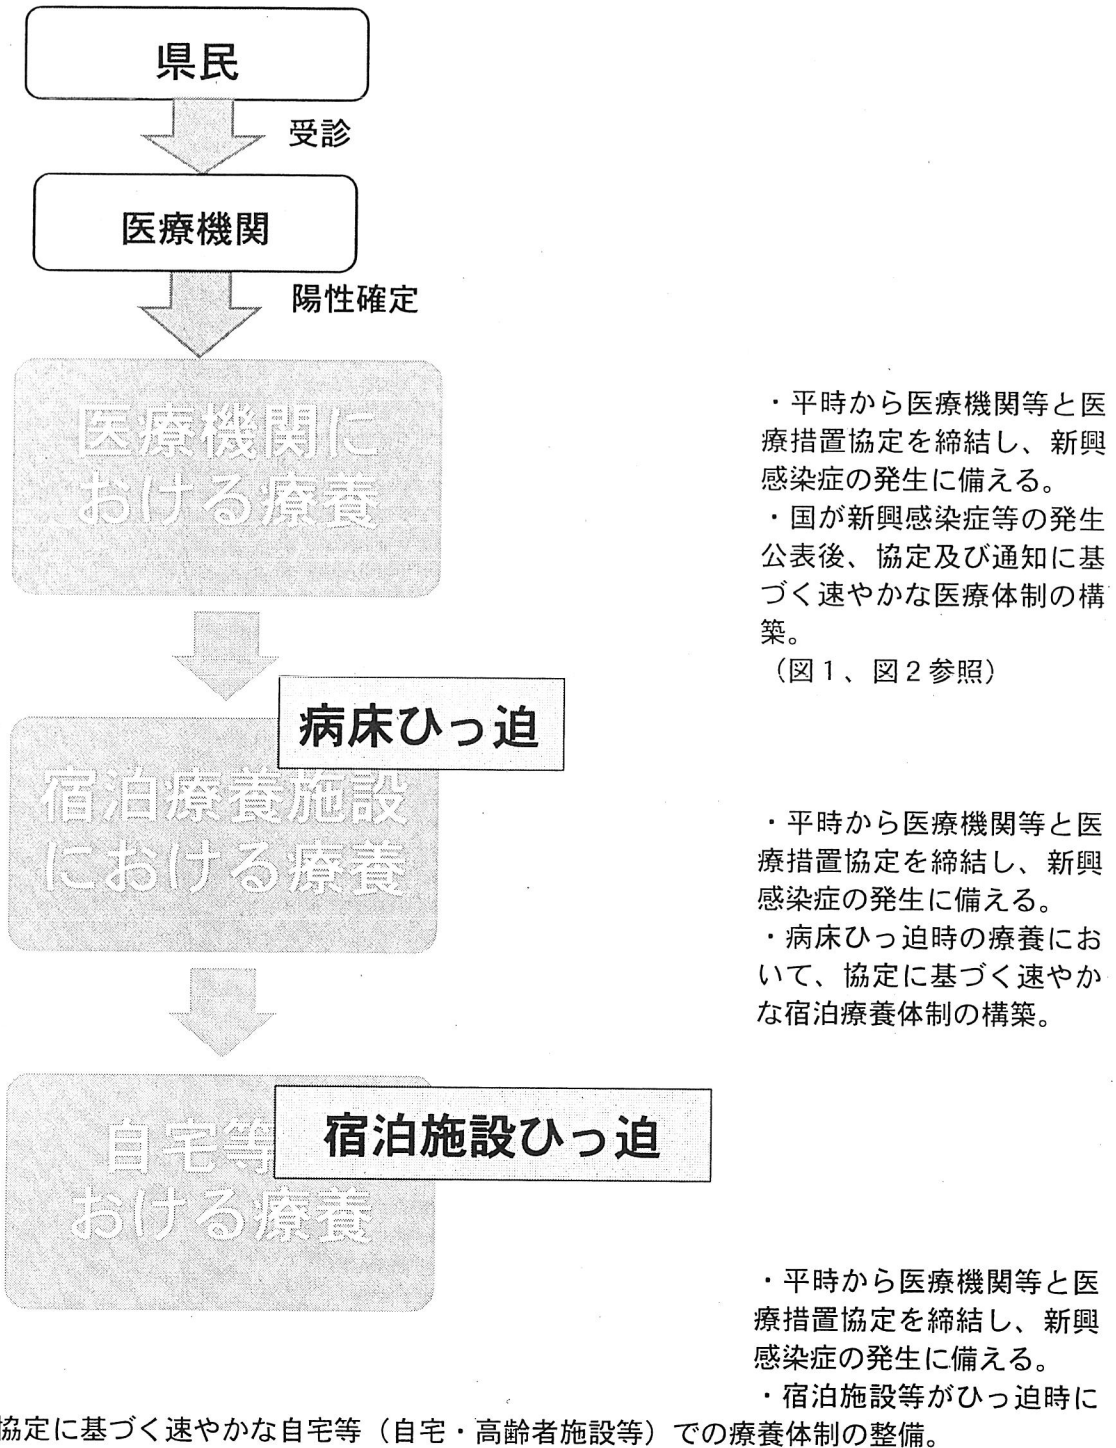 県民
受診
医療機関
陽性確定
医療機関に
おける療養
・平時から医療機関等と医
療措置協定を締結し、新興
感染症の発生に備える。
・国が新興感染症等の発生
公表後、協定及び通知に基
づく速やかな医療体制の構
築。
（図１、図２参照）
病床ひっ迫
宿泊療養施設
における療養
・平時から医療機関等と医
療措置協定を締結し、新興
感染症の発生に備える。
・病床ひっ迫時の療養にお
いて、協定に基づく速やか
な宿泊療養体制の構築。
宿泊施設ひっ迫
自宅等
おける療養
・平時から医療機関等と医
療措置協定を締結し、新興
感染症の発生に備える。
・宿泊施設等がひっ迫時に
協定に基づく速やかな自宅等（自宅・高齢者施設等）での療養体制の整備。